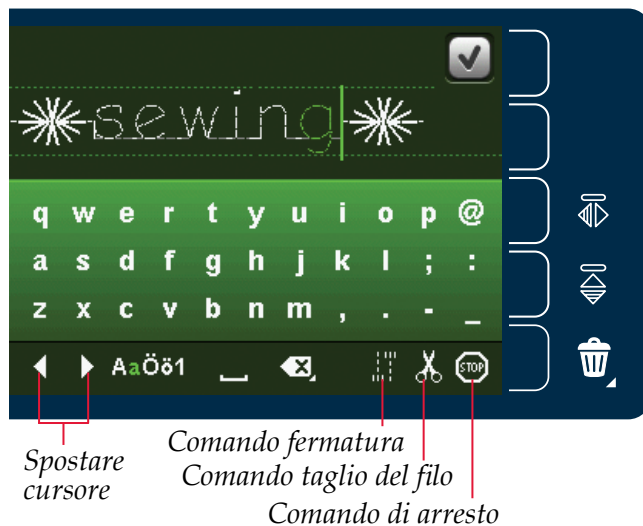 sewing
q w e r t y u i o p @
a s d f g h j k l ; :
z x c v b n m , . - _
AaÖö1 STOP
Spostare
cursore
Comando fermatura
Comando taglio del filo
Comando di arresto